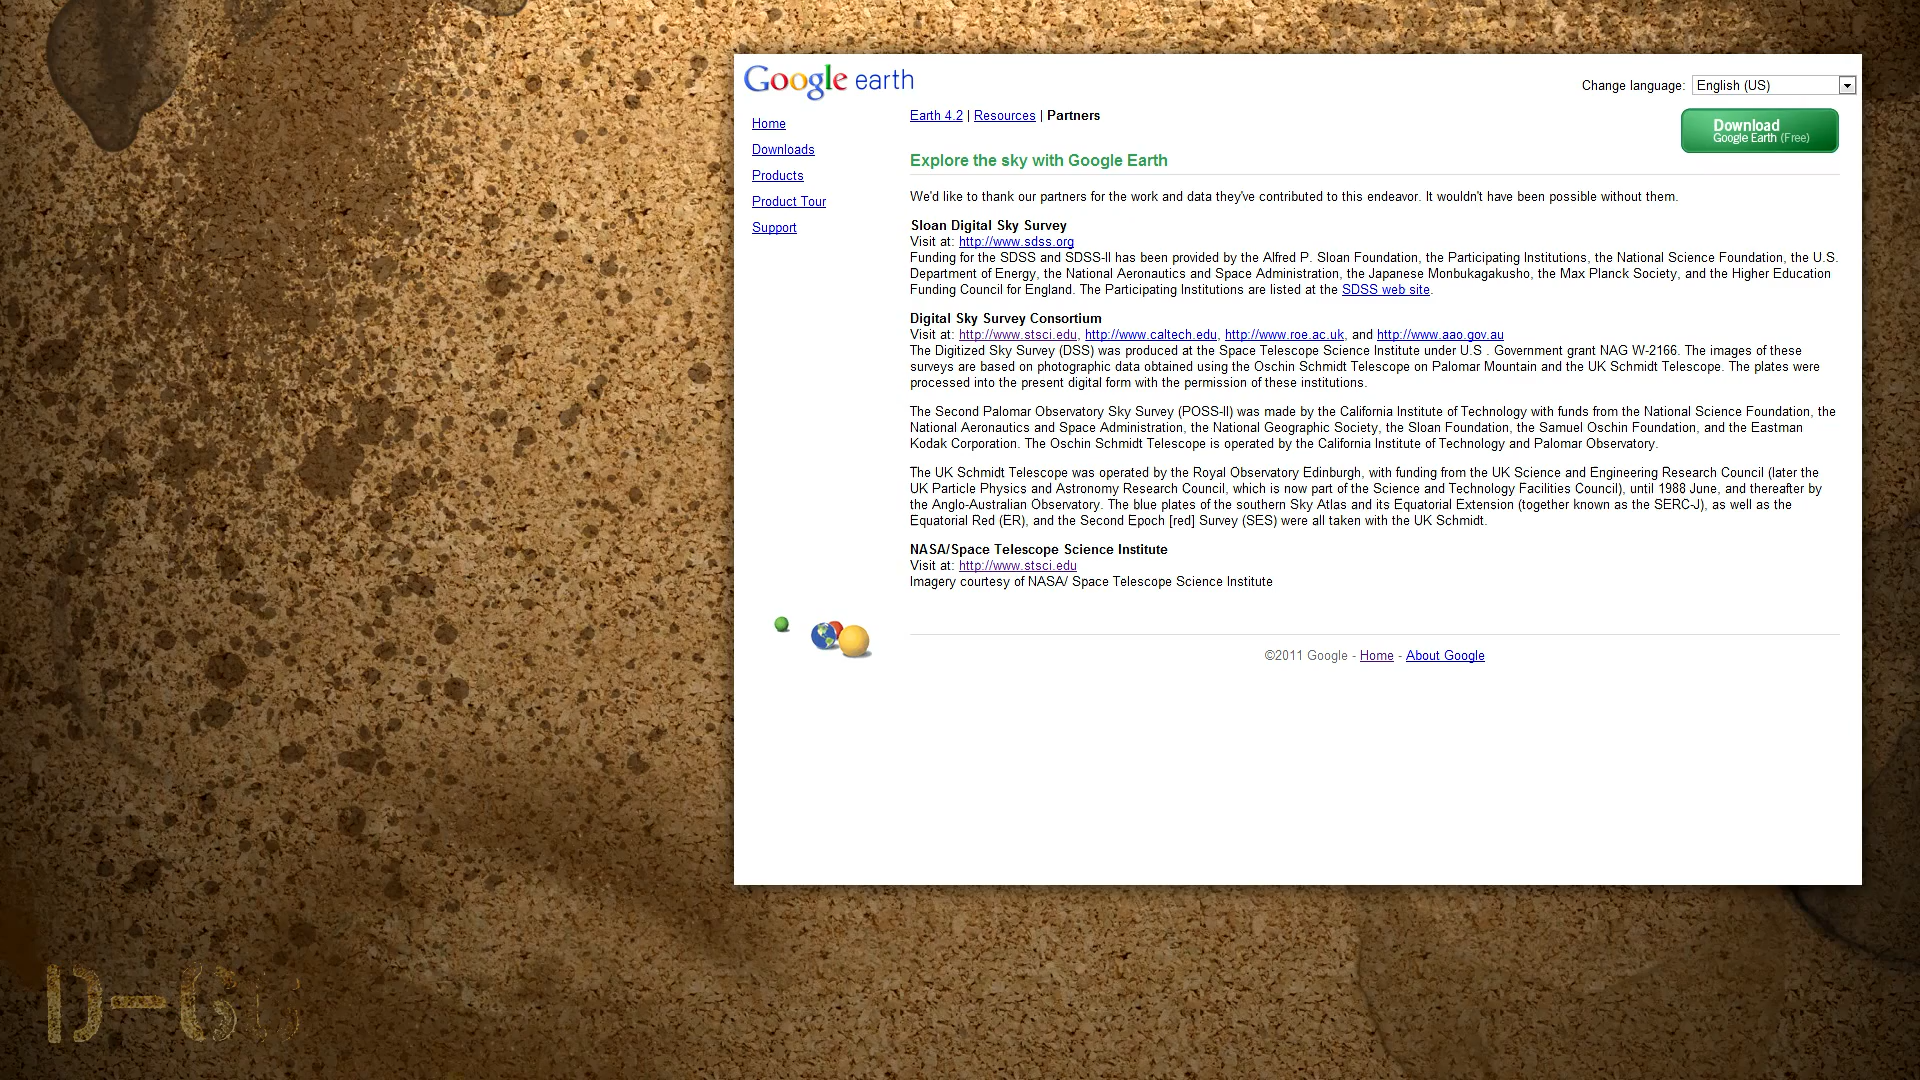 Google earth
Change language: English (US)
Home
Downloads
Products
Product Tour
Support
Earth 4.2 | Resources | Partners
Download
Google Earth (Free)
Explore the sky with Google Earth
We'd like to thank our partners for the work and data they've contributed to this endeavor. It wouldn't have been possible without them.
Sloan Digital Sky Survey
Visit at: http://www.sdss.org
Funding for the SDSS and SDSS-II has been provided by the Alfred P. Sloan Foundation, the Participating Institutions, the National Science Foundation, the U.S.
Department of Energy, the National Aeronautics and Space Administration, the Japanese Monbukagakusho, the Max Planck Society, and the Higher Education
Funding Council for England. The Participating Institutions are listed at the SDSS web site.
Digital Sky Survey Consortium
Visit at: http://www.stsci.edu, http://www.caltech.edu, http://www.roe.ac.uk, and http://www.aao.gov.au
The Digitized Sky Survey (DSS) was produced at the Space Telescope Science Institute under U.S . Government grant NAG W-2166. The images of these
surveys are based on photographic data obtained using the Oschin Schmidt Telescope on Palomar Mountain and the UK Schmidt Telescope. The plates were
processed into the present digital form with the permission of these institutions.
The Second Palomar Observatory Sky Survey (POSS-II) was made by the California Institute of Technology with funds from the National Science Foundation, the
National Aeronautics and Space Administration, the National Geographic Society, the Sloan Foundation, the Samuel Oschin Foundation, and the Eastman
Kodak Corporation. The Oschin Schmidt Telescope is operated by the California Institute of Technology and Palomar Observatory.
The UK Schmidt Telescope was operated by the Royal Observatory Edinburgh, with funding from the UK Science and Engineering Research Council (later the
UK Particle Physics and Astronomy Research Council, which is now part of the Science and Technology Facilities Council), until 1988 June, and thereafter by
the Anglo-Australian Observatory. The blue plates of the southern Sky Atlas and its Equatorial Extension (together known as the SERC-J), as well as the
Equatorial Red (ER), and the Second Epoch [red] Survey (SES) were all taken with the UK Schmidt.
NASA/Space Telescope Science Institute
Visit at: http://www.stsci.edu
Imagery courtesy of NASA/ Space Telescope Science Institute
©2011 Google - Home - About Google